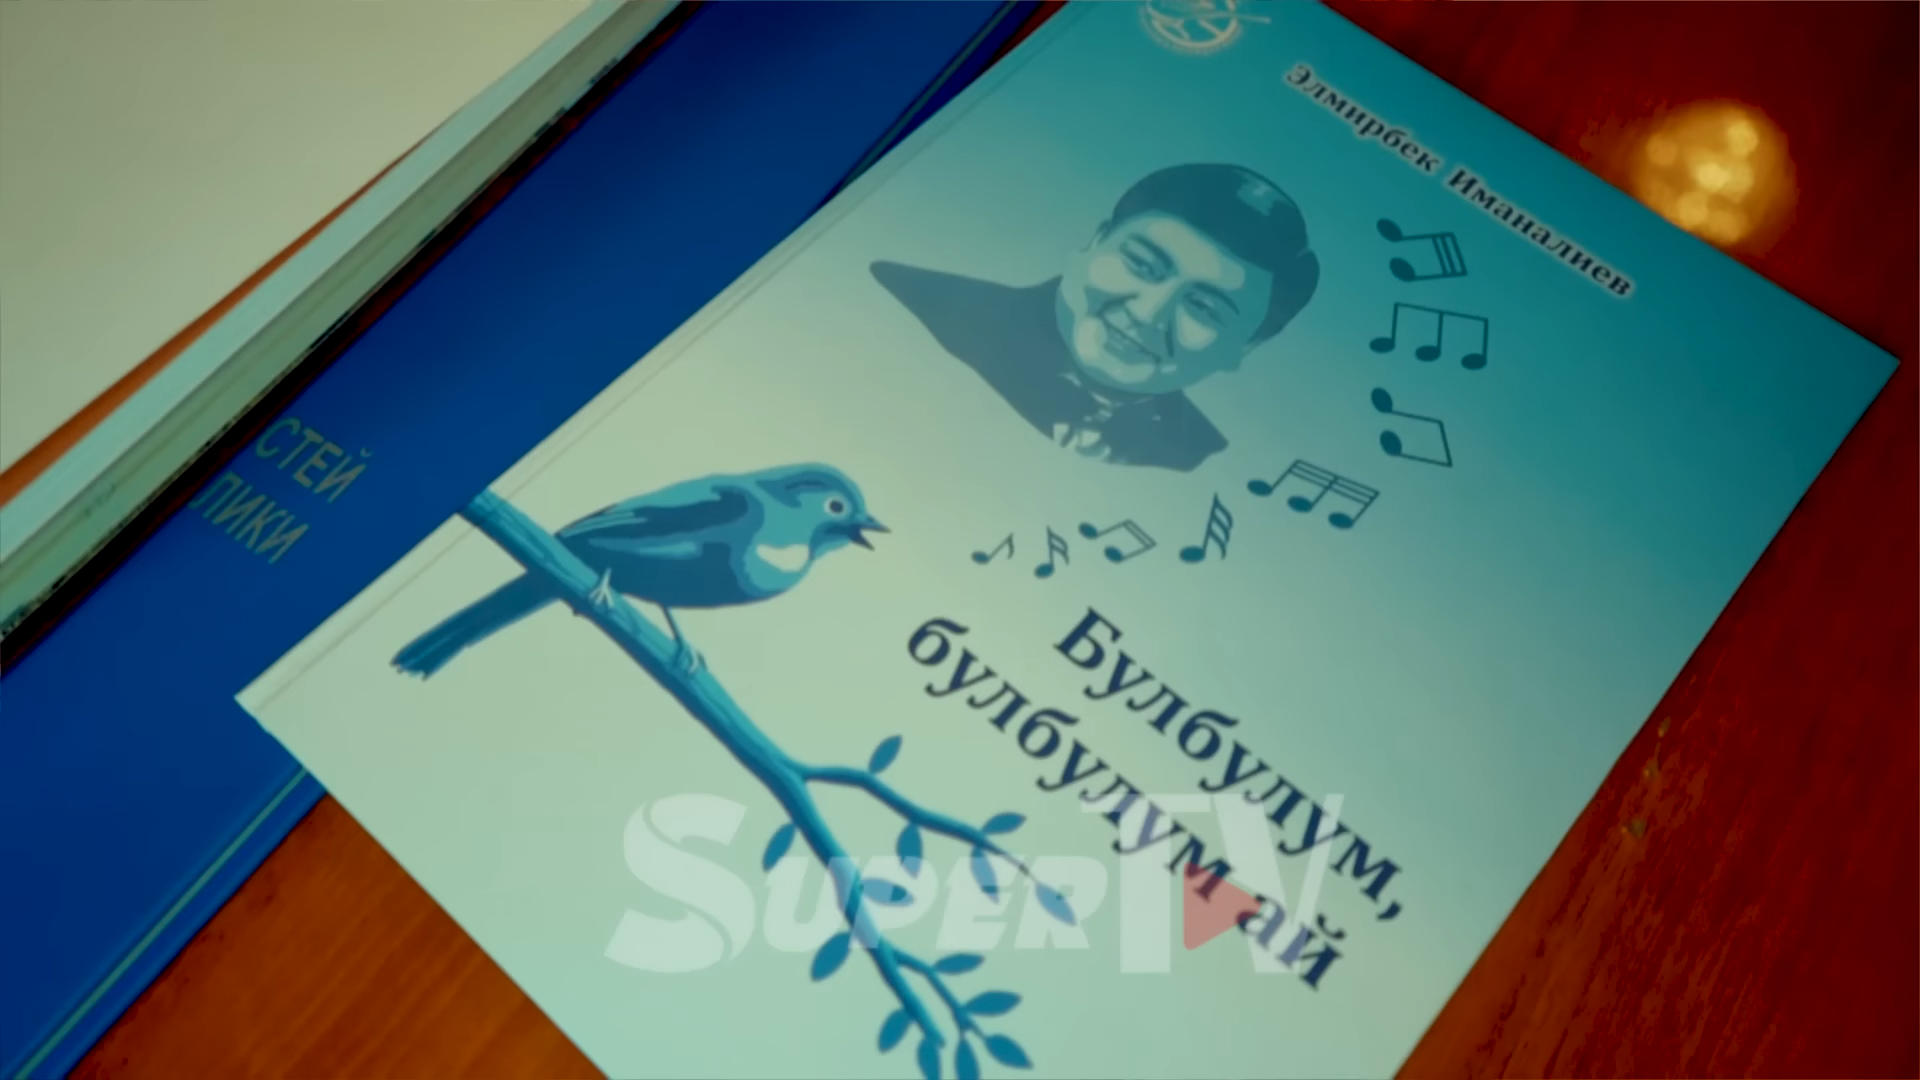 Элмирбек Иманалиев
Булбулум,
булбулум ай
СТЕЙ
ЛИКИ
SUPERTV